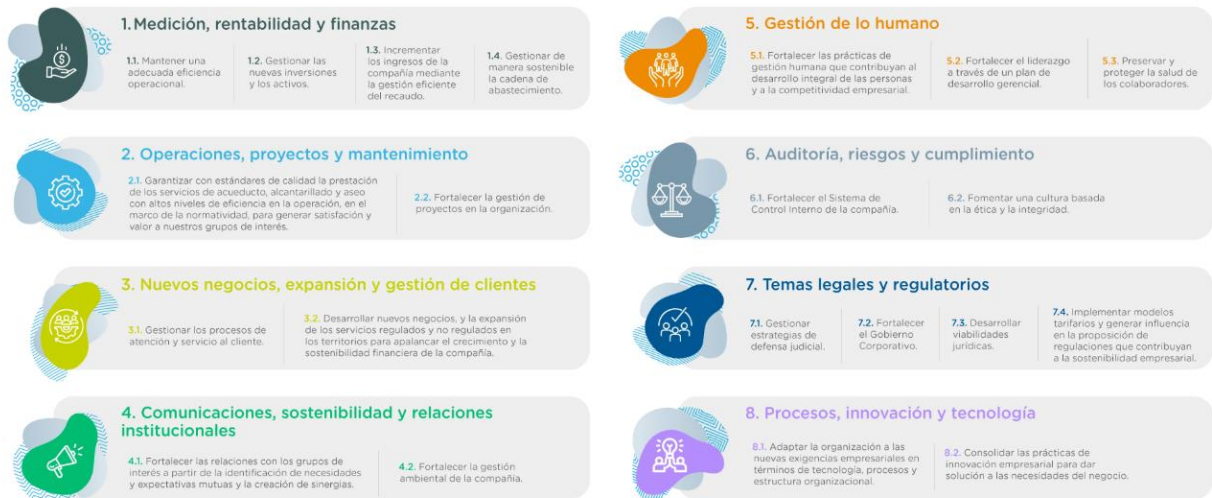 1. Medición, rentabilidad y finanzas
1.1. Mantener una
adecuada eficiencia
operacional.
1.2. Gestionar las
nuevas inversiones
y los activos.
1.3. Incrementar
los ingresos de la
compañía mediante
la gestión eficiente
del recaudo.
1.4. Gestionar de
manera sostenible
la cadena de
abastecimiento.
2. Operaciones, proyectos y mantenimiento
2.1. Garantizar con estándares de calidad la prestación
de los servicios de acueducto, alcantarillado y aseo
con altos niveles de eficiencia en la operación, en el
marco de la normatividad, para generar satisfacción y
valor a nuestros grupos de interés.
2.2. Fortalecer la gestión de
proyectos en la organización.
3. Nuevos negocios, expansión y gestión de clientes
3.1. Gestionar los procesos de
atención y servicio al cliente.
3.2. Desarrollar nuevos negocios, y la expansión
de los servicios regulados y no regulados en
los territorios para apalancar el crecimiento y la
sostenibilidad financiera de la compañía.
4. Comunicaciones, sostenibilidad y relaciones
institucionales
4.1. Fortalecer las relaciones con los grupos de
interés a partir de la identificación de necesidades
y expectativas mutuas y la creación de sinergias.
4.2. Fortalecer la gestión
ambiental de la compañía.
5. Gestión de lo humano
5.1. Fortalecer las prácticas de
gestión humana que contribuyan al
desarrollo integral de las personas
y a la competitividad empresarial.
5.2. Fortalecer el liderazgo
a través de un plan de
desarrollo gerencial.
5.3. Preservar y
proteger la salud de
los colaboradores.
6. Auditoría, riesgos y cumplimiento
6.1. Fortalecer el Sistema de
Control Interno de la compañía.
6.2. Fomentar una cultura basada
en la ética y la integridad.
7. Temas legales y regulatorios
7.1. Gestionar
estrategias de
defensa judicial.
7.2. Fortalecer
el Gobierno
Corporativo.
7.3. Desarrollar
viabilidades
jurídicas.
7.4. Implementar modelos
tarifarios y generar influencia
en la proposición de
regulaciones que contribuyan
a la sostenibilidad empresarial.
8. Procesos, innovación y tecnología
8.1. Adaptar la organización a las
nuevas exigencias empresariales en
términos de tecnología, procesos y
estructura organizacional.
8.2. Consolidar las prácticas de
innovación empresarial para dar
solución a las necesidades del negocio.